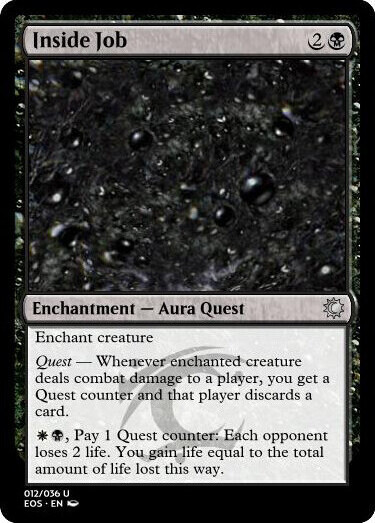 Inside Job 2
Enchantment — Aura Quest
Enchant creature
Quest — Whenever enchanted creature
deals combat damage to a player, you get a
Quest counter and that player discards a
card.
, Pay 1 Quest counter: Each opponent
loses 2 life. You gain life equal to the total
amount of life lost this way.
012/036 U
EOS · EN